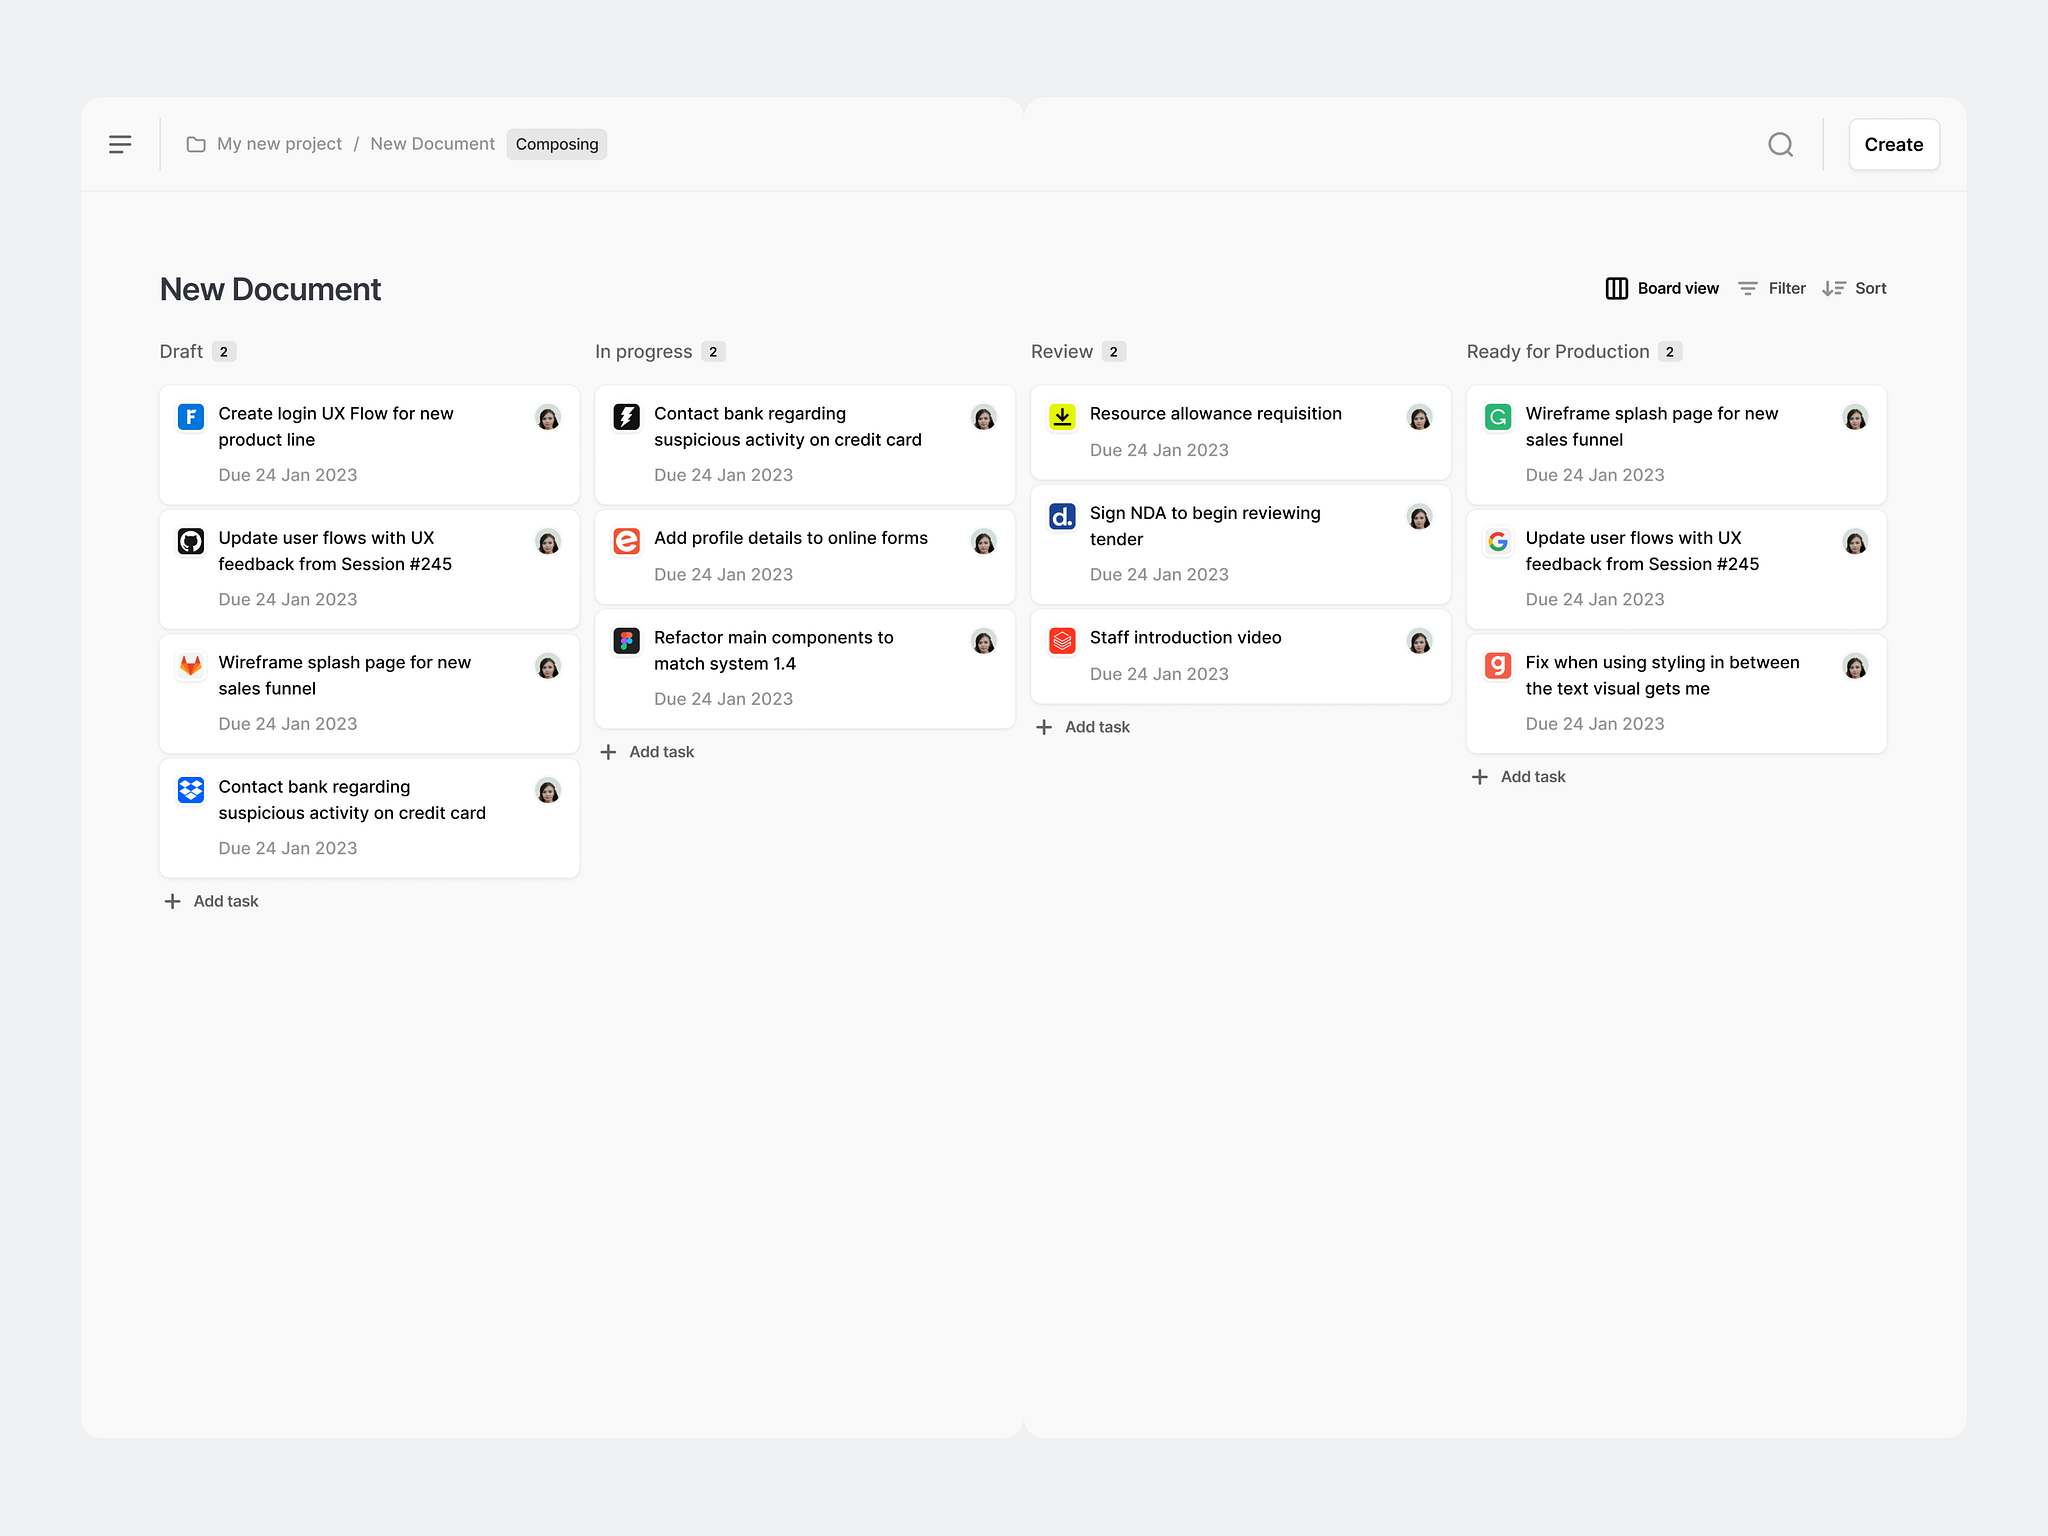 My new project / New Document Composing
Create
New Document
Board view Filter Sort
Draft 2
Create login UX Flow for new
product line
Due 24 Jan 2023
Update user flows with UX
feedback from Session #245
Due 24 Jan 2023
Wireframe splash page for new
sales funnel
Due 24 Jan 2023
Contact bank regarding
suspicious activity on credit card
Due 24 Jan 2023
Add task
In progress 2
Contact bank regarding
suspicious activity on credit card
Due 24 Jan 2023
Add profile details to online forms
Due 24 Jan 2023
Refactor main components to
match system 1.4
Due 24 Jan 2023
Add task
Review 2
Resource allowance requisition
Due 24 Jan 2023
Sign NDA to begin reviewing
tender
Due 24 Jan 2023
Staff introduction video
Due 24 Jan 2023
Add task
Ready for Production 2
Wireframe splash page for new
sales funnel
Due 24 Jan 2023
Update user flows with UX
feedback from Session #245
Due 24 Jan 2023
Fix when using styling in between
the text visual gets me
Due 24 Jan 2023
Add task